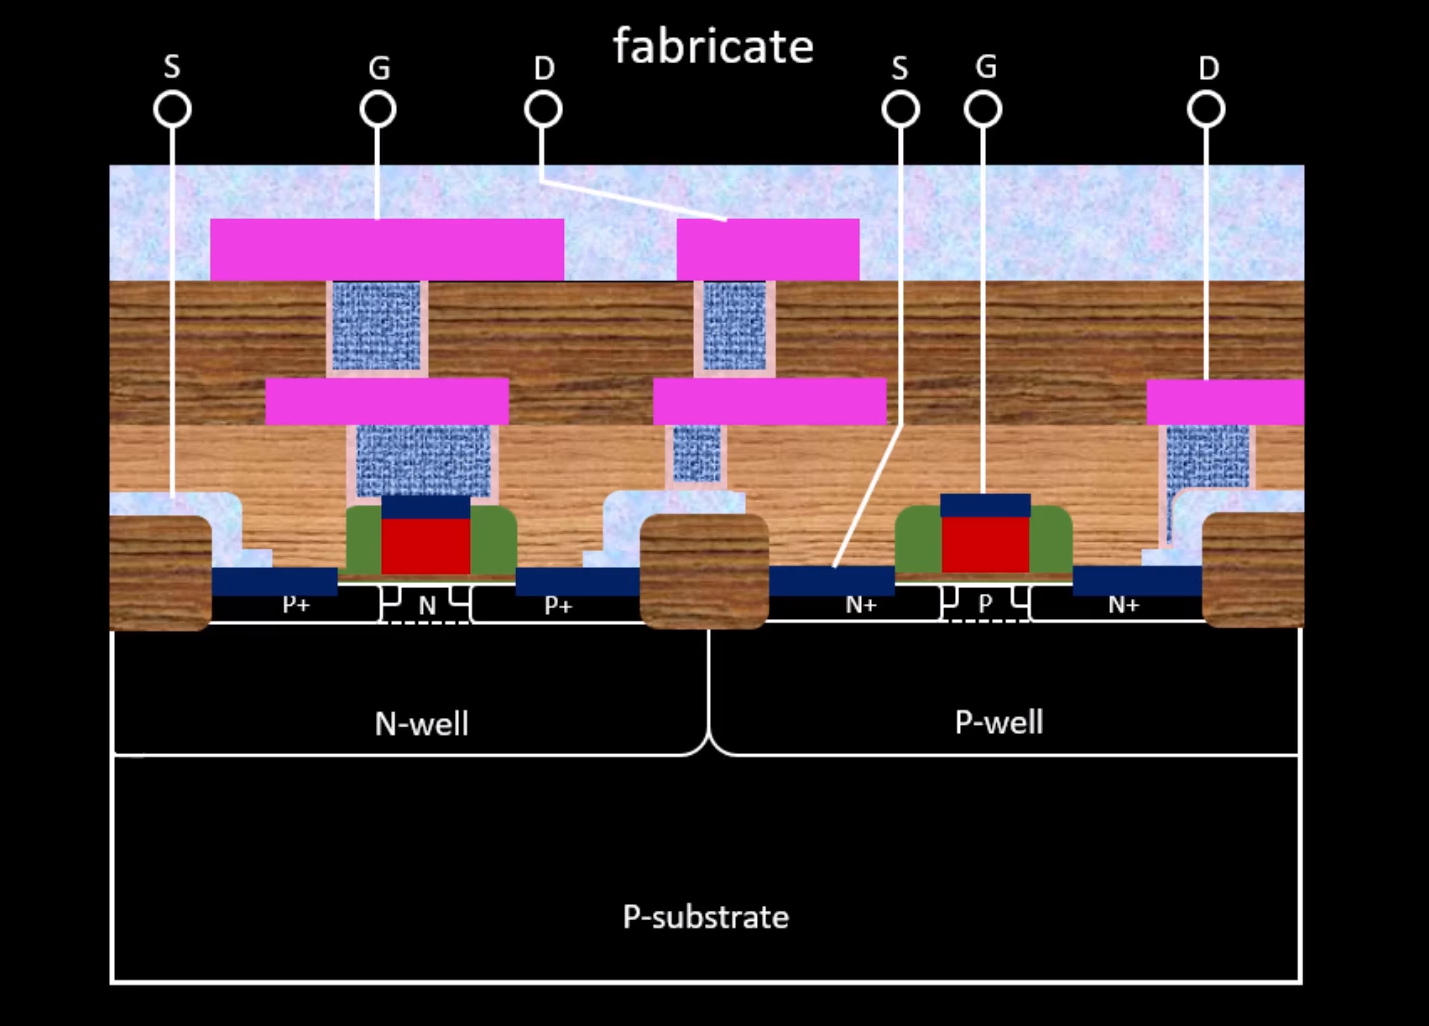 fabricate
S G D S G D
P+ N P+ N+ P N+
N-well P-well
P-substrate